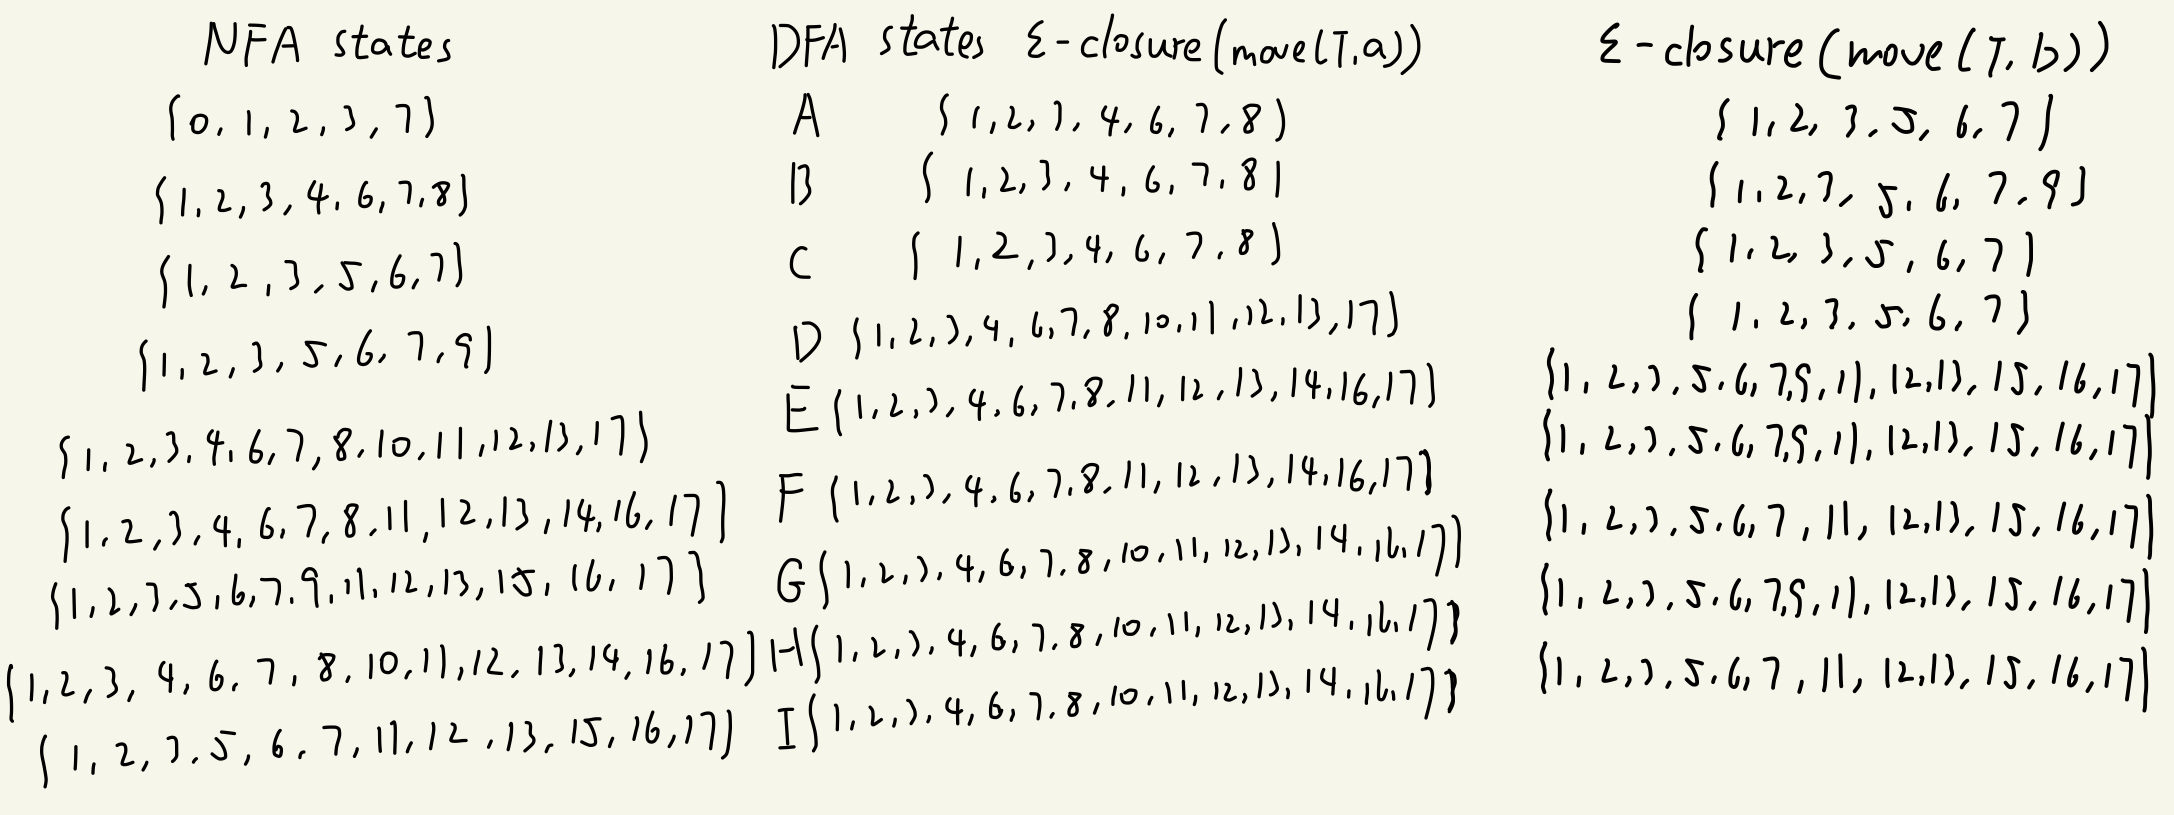 NFA states DFA states ε-closure(move(T,a)) ε-closure(move(T,b))
{0,1,2,3,7} A {1,2,3,4,6,7,8} {1,2,3,5,6,7}
{1,2,3,4,6,7,8} B {1,2,3,4,6,7,8} {1,2,3,5,6,7,9}
{1,2,3,5,6,7} C {1,2,3,4,6,7,8} {1,2,3,5,6,7}
{1,2,3,5,6,7,9} D {1,2,3,4,6,7,8,10,11,12,13,17} {1,2,3,5,6,7}
{1,2,3,4,6,7,8,10,11,12,13,17} E {1,2,3,4,6,7,8,11,12,13,14,16,17} {1,2,3,5,6,7,9,11,12,13,15,16,17}
{1,2,3,4,6,7,8,11,12,13,14,16,17} F {1,2,3,4,6,7,8,11,12,13,14,16,17} {1,2,3,5,6,7,9,11,12,13,15,16,17}
{1,2,3,5,6,7,9,11,12,13,15,16,17} G {1,2,3,4,6,7,8,10,11,12,13,14,16,17} {1,2,3,5,6,7,11,12,13,15,16,17}
{1,2,3,4,6,7,8,10,11,12,13,14,16,17} H {1,2,3,4,6,7,8,10,11,12,13,14,16,17} {1,2,3,5,6,7,9,11,12,13,15,16,17}
{1,2,3,5,6,7,11,12,13,15,16,17} I {1,2,3,4,6,7,8,10,11,12,13,14,16,17} {1,2,3,5,6,7,11,12,13,15,16,17}